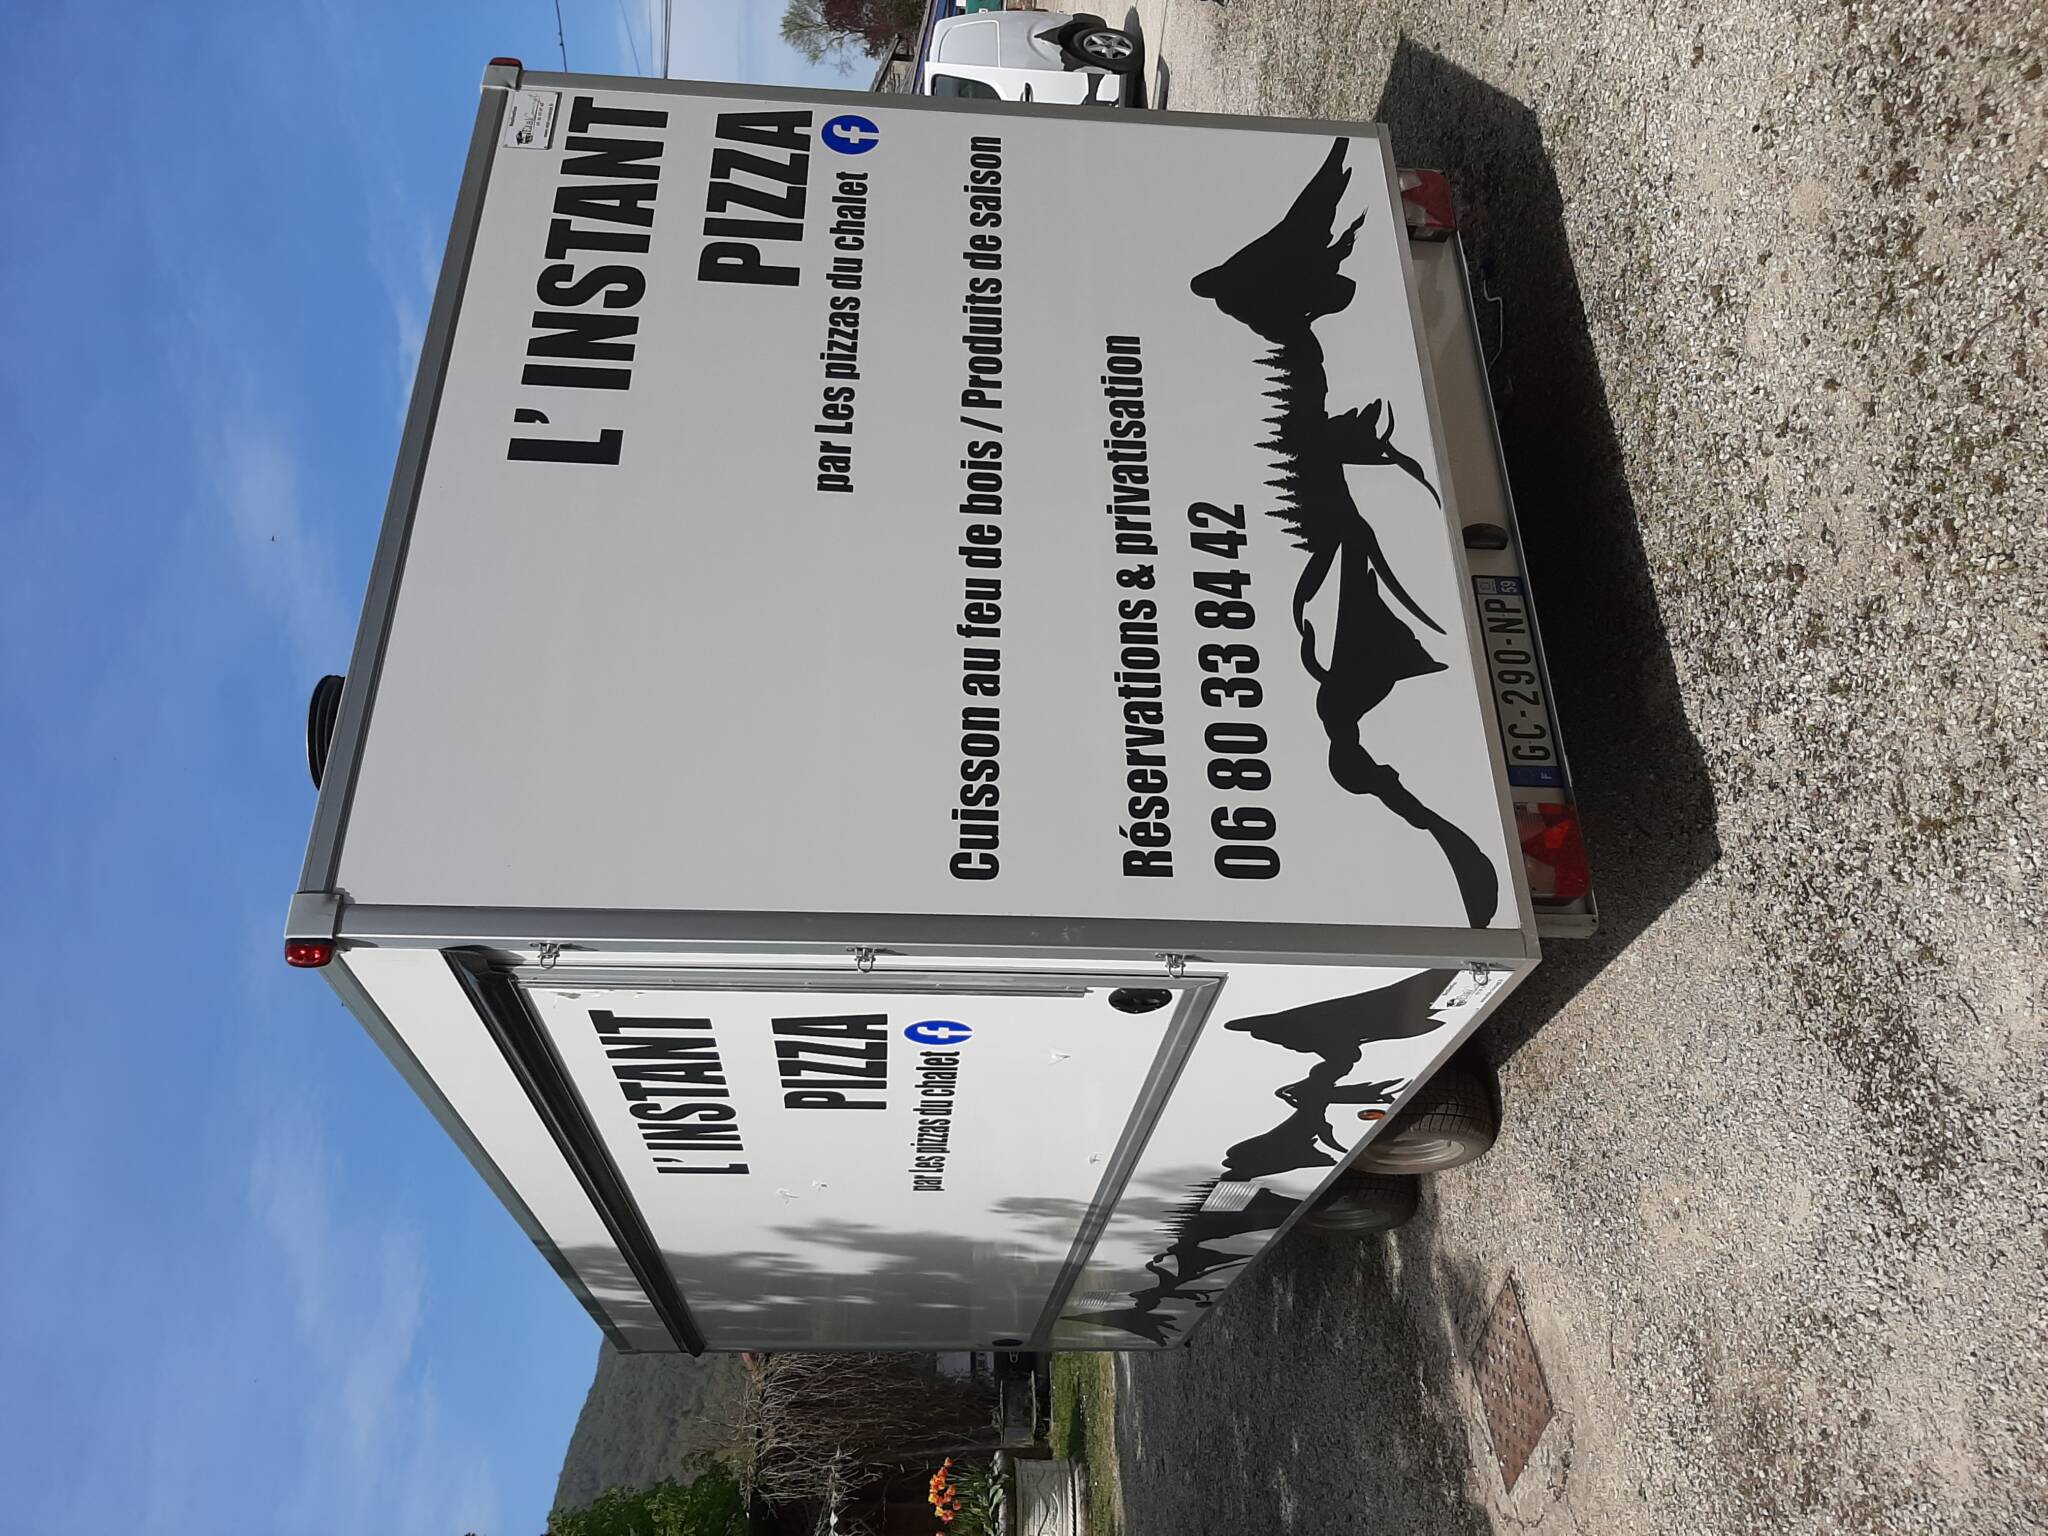 L' INSTANT
PIZZA
par Les pizzas du chalet
Cuisson au feu de bois / Produits de saison
Réservations & privatisation
06 80 33 84 42
F GC-290-NP 59
L' INSTANT
PIZZA
par Les pizzas du chalet